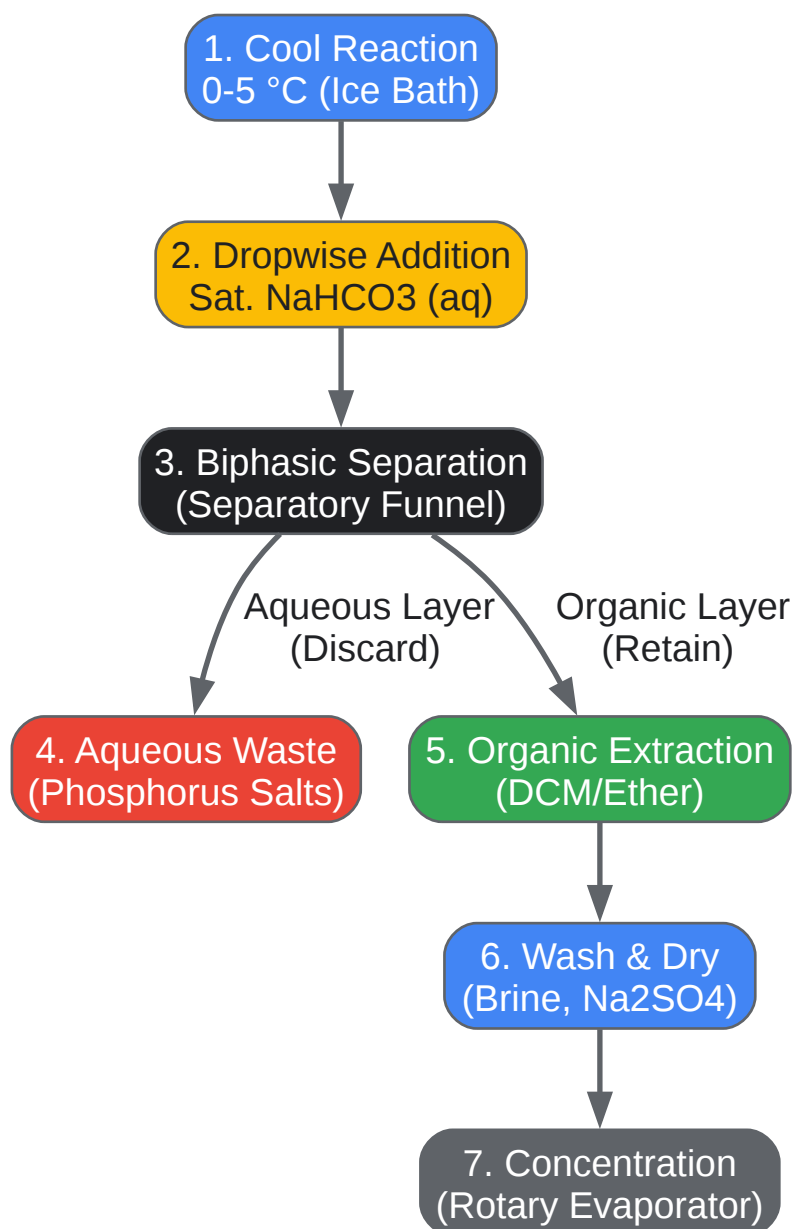 1. Cool Reaction
0-5 °C (Ice Bath)
2. Dropwise Addition
Sat. NaHCO3 (aq)
3. Biphasic Separation
(Separatory Funnel)
Aqueous Layer
(Discard)
Organic Layer
(Retain)
4. Aqueous Waste
(Phosphorus Salts)
5. Organic Extraction
(DCM/Ether)
6. Wash & Dry
(Brine, Na2SO4)
7. Concentration
(Rotary Evaporator)